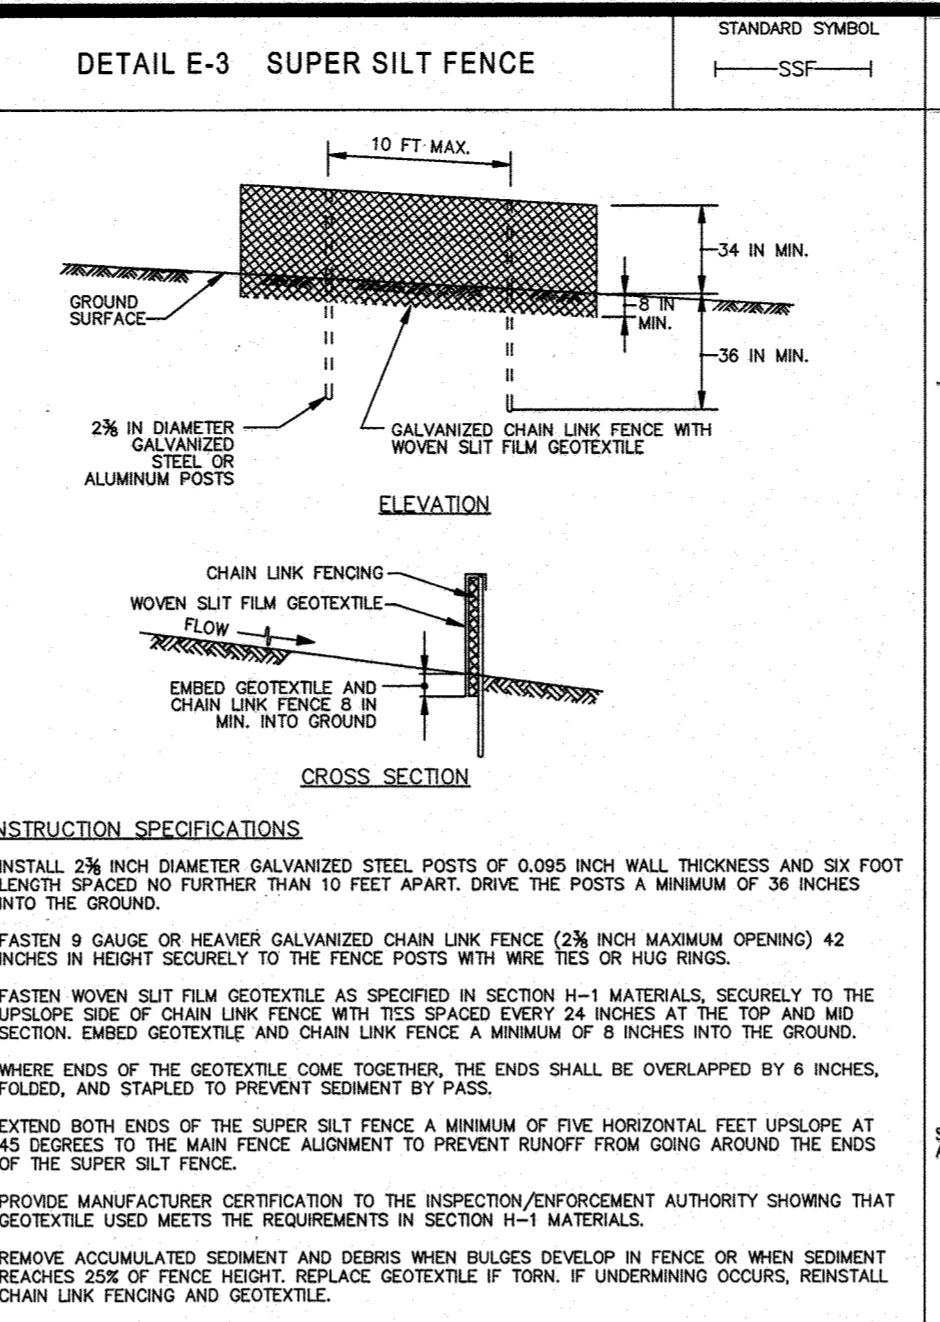 DETAIL E-3 SUPER SILT FENCE
STANDARD SYMBOL
SSF
10 FT MAX.
34 IN MIN.
GROUND
SURFACE
8 IN
MIN.
36 IN MIN.
2⅜ IN DIAMETER
GALVANIZED
STEEL OR
ALUMINUM POSTS
GALVANIZED CHAIN LINK FENCE WITH
WOVEN SLIT FILM GEOTEXTILE
ELEVATION
CHAIN LINK FENCING
WOVEN SLIT FILM GEOTEXTILE
FLOW
EMBED GEOTEXTILE AND
CHAIN LINK FENCE 8 IN
MIN. INTO GROUND
CROSS SECTION
NSTRUCTION SPECIFICATIONS
INSTALL 2⅜ INCH DIAMETER GALVANIZED STEEL POSTS OF 0.095 INCH WALL THICKNESS AND SIX FOOT
LENGTH SPACED NO FURTHER THAN 10 FEET APART. DRIVE THE POSTS A MINIMUM OF 36 INCHES
INTO THE GROUND.
FASTEN 9 GAUGE OR HEAVIER GALVANIZED CHAIN LINK FENCE (2⅜ INCH MAXIMUM OPENING) 42
INCHES IN HEIGHT SECURELY TO THE FENCE POSTS WITH WIRE TIES OR HUG RINGS.
FASTEN WOVEN SLIT FILM GEOTEXTILE AS SPECIFIED IN SECTION H-1 MATERIALS, SECURELY TO THE
UPSLOPE SIDE OF CHAIN LINK FENCE WITH TIES SPACED EVERY 24 INCHES AT THE TOP AND MID
SECTION. EMBED GEOTEXTILE AND CHAIN LINK FENCE A MINIMUM OF 8 INCHES INTO THE GROUND.
WHERE ENDS OF THE GEOTEXTILE COME TOGETHER, THE ENDS SHALL BE OVERLAPPED BY 6 INCHES,
FOLDED, AND STAPLED TO PREVENT SEDIMENT BY PASS.
EXTEND BOTH ENDS OF THE SUPER SILT FENCE A MINIMUM OF FIVE HORIZONTAL FEET UPSLOPE AT
45 DEGREES TO THE MAIN FENCE ALIGNMENT TO PREVENT RUNOFF FROM GOING AROUND THE ENDS
OF THE SUPER SILT FENCE.
PROVIDE MANUFACTURER CERTIFICATION TO THE INSPECTION/ENFORCEMENT AUTHORITY SHOWING THAT
GEOTEXTILE USED MEETS THE REQUIREMENTS IN SECTION H-1 MATERIALS.
REMOVE ACCUMULATED SEDIMENT AND DEBRIS WHEN BULGES DEVELOP IN FENCE OR WHEN SEDIMENT
REACHES 25% OF FENCE HEIGHT. REPLACE GEOTEXTILE IF TORN. IF UNDERMINING OCCURS, REINSTALL
CHAIN LINK FENCING AND GEOTEXTILE.